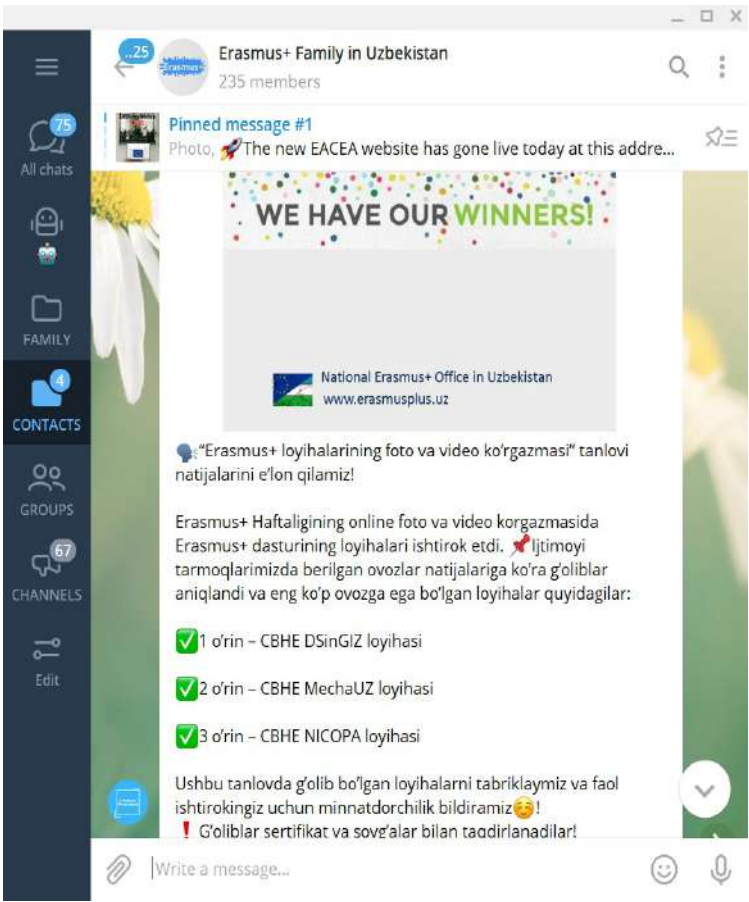 ..25
Erasmus+ Family in Uzbekistan
235 members
Pinned message #1
Photo, 🚀The new EACEA website has gone live today at this addre...
75
All chats
FAMILY
4
CONTACTS
GROUPS
67
CHANNELS
Edit
WE HAVE OUR WINNERS!
National Erasmus+ Office in Uzbekistan
www.erasmusplus.uz
🗣“Erasmus+ loyihalarining foto va video ko‘rgazmasi” tanlovi
natijalarini e’lon qilamiz!
Erasmus+ Haftaligining online foto va video korgazmasida
Erasmus+ dasturining loyihalari ishtirok etdi. 📌Ijtimoyi
tarmoqlarimizda berilgan ovozlar natijalariga ko‘ra g‘oliblar
aniqlandi va eng ko‘p ovozga ega bo‘lgan loyihalar quyidagilar:
✅1 o‘rin – CBHE DSinGIZ loyihasi
✅2 o‘rin – CBHE MechaUZ loyihasi
✅3 o‘rin – CBHE NICOPA loyihasi
Ushbu tanlovda g‘olib bo‘lgan loyihalarni tabriklaymiz va faol
ishtirokingiz uchun minnatdorchilik bildiramiz☺️!
❗ G‘oliblar sertifikat va sovg‘alar bilan taqdirlanadilar!
Write a message...